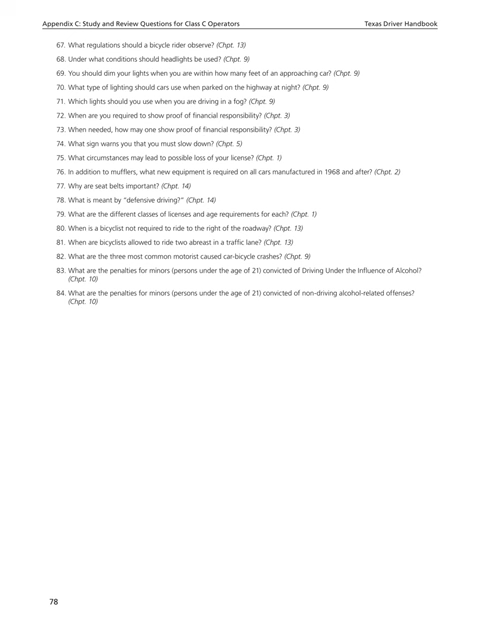 Appendix C: Study and Review Questions for Class C Operators
Texas Driver Handbook
67. What regulations should a bicycle rider observe? (Chpt. 13)
68. Under what conditions should headlights be used? (Chpt. 9)
69. You should dim your lights when you are within how many feet of an approaching car? (Chpt. 9)
70. What type of lighting should cars use when parked on the highway at night? (Chpt. 9)
71. Which lights should you use when you are driving in a fog? (Chpt. 9)
72. When are you required to show proof of financial responsibility? (Chpt. 3)
73. When needed, how may one show proof of financial responsibility? (Chpt. 3)
74. What sign warns you that you must slow down? (Chpt. 5)
75. What circumstances may lead to possible loss of your license? (Chpt. 1)
76. In addition to mufflers, what new equipment is required on all cars manufactured in 1968 and after? (Chpt. 2)
77. Why are seat belts important? (Chpt. 14)
78. What is meant by "defensive driving?" (Chpt. 14)
79. What are the different classes of licenses and age requirements for each? (Chpt. 1)
80. When is a bicyclist not required to ride to the right of the roadway? (Chpt. 13)
81. When are bicyclists allowed to ride two abreast in a traffic lane? (Chpt. 13)
82. What are the three most common motorist caused car-bicycle crashes? (Chpt. 9)
83. What are the penalties for minors (persons under the age of 21) convicted of Driving Under the Influence of Alcohol?
(Chpt. 10)
84. What are the penalties for minors (persons under the age of 21) convicted of non-driving alcohol-related offenses?
(Chpt. 10)
78